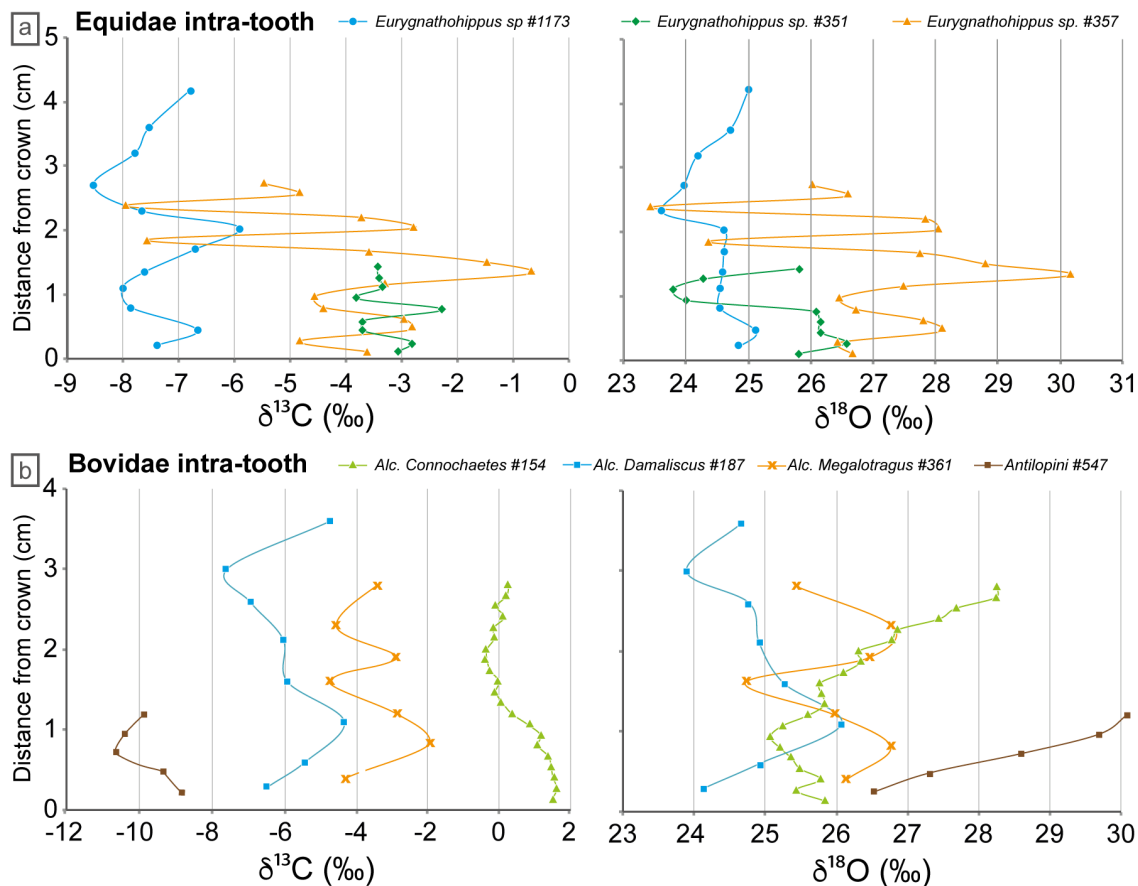 a Equidae intra-tooth
Eurygnathohippus sp #1173 Eurygnathohippus sp. #351 Eurygnathohippus sp. #357
Distance from crown (cm)
5
4
3
2
1
0
-9 -8 -7 -6 -5 -4 -3 -2 -1 0
δ¹³C (‰)
23 24 25 26 27 28 29 30 31
δ¹⁸O (‰)
b Bovidae intra-tooth
Alc. Connochaetes #154 Alc. Damaliscus #187 Alc. Megalotragus #361 Antilopini #547
Distance from crown (cm)
4
3
2
1
0
-12 -10 -8 -6 -4 -2 0 2
δ¹³C (‰)
23 24 25 26 27 28 29 30
δ¹⁸O (‰)